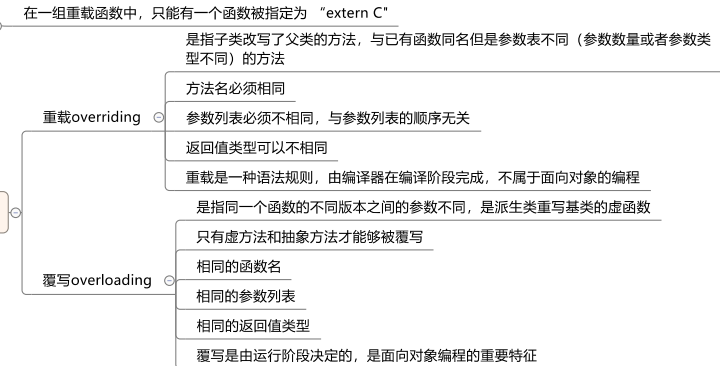 在一组重载函数中，只能有一个函数被指定为 “extern C"
是指子类改写了父类的方法，与已有函数同名但是参数表不同（参数数量或者参数类
型不同）的方法
方法名必须相同
重载overriding
参数列表必须不相同，与参数列表的顺序无关
返回值类型可以不相同
重载是一种语法规则，由编译器在编译阶段完成，不属于面向对象的编程
是指同一个函数的不同版本之间的参数不同，是派生类重写基类的虚函数
只有虚方法和抽象方法才能够被覆写
相同的函数名
覆写overloading
相同的参数列表
相同的返回值类型
覆写是由运行阶段决定的，是面向对象编程的重要特征